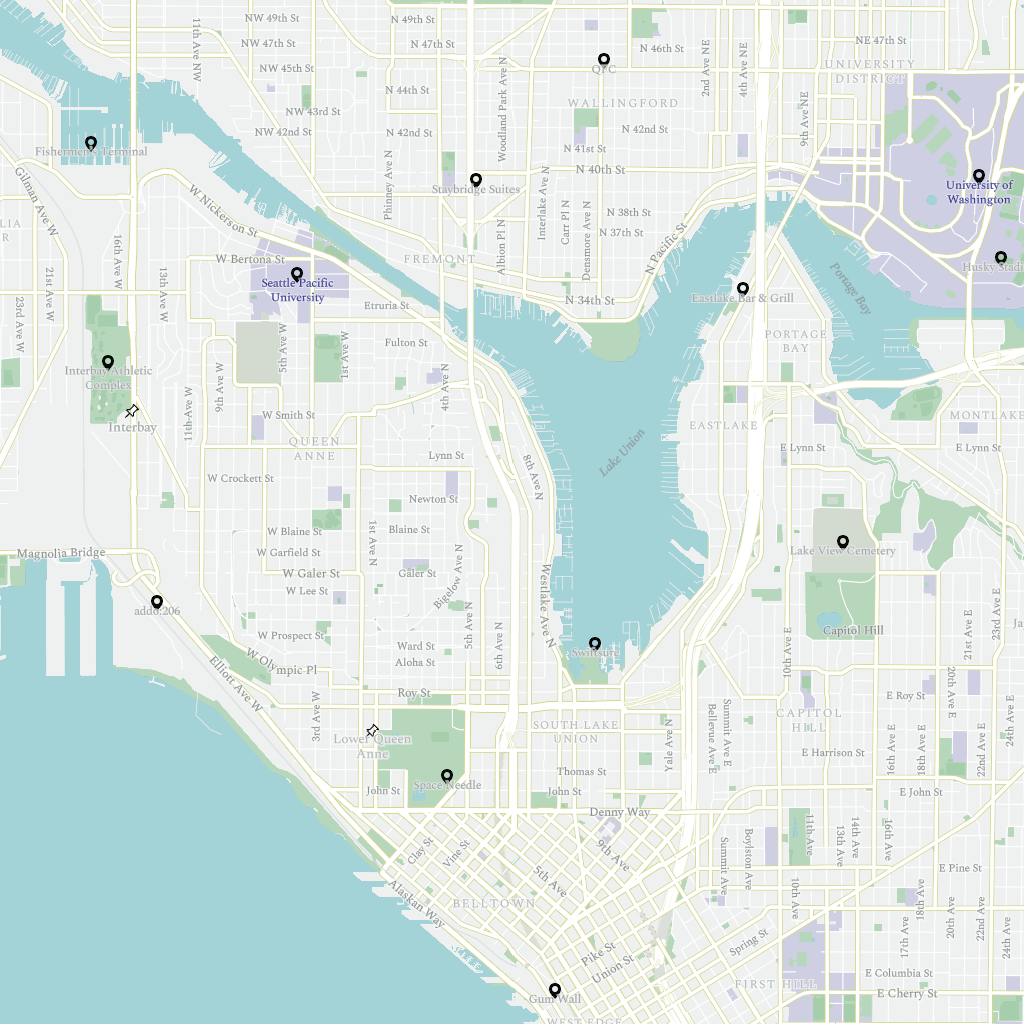 NW 49th St
N 49th St
11th Ave NW
NW 47th St
N 47th St
N 46th St
NE 47th St
2nd Ave NE
4th Ave NE
NW 45th St
QFC
UNIVERSITY
DISTRICT
N 44th St
Woodland Park Ave N
WALLINGFORD
9th Ave NE
NW 43rd St
NW 42nd St
N 42nd St
N 42nd St
Fishermen's Terminal
N 41st St
N 40th St
Gilman Ave W
Phinney Ave N
Staybridge Suites
University of
Washington
W Nickerson St
Interlake Ave N
Carr Pl N
Densmore Ave N
N 38th St
N 37th St
N Pacific St
Albion Pl N
16th Ave W
W Bertona St
FREMONT
Husky Stadi
Portage Bay
21st Ave W
13th Ave W
Seattle Pacific
University
Etruria St
N 34th St
Eastlake Bar & Grill
23rd Ave W
5th Ave W
1st Ave W
Fulton St
PORTAGE
BAY
Interbay Athletic
Complex
9th Ave W
11th Ave W
4th Ave N
W Smith St
MONTLAKE
Interbay
EASTLAKE
QUEEN
ANNE
Lynn St
E Lynn St
E Lynn St
Lake Union
8th Ave N
W Crockett St
Newton St
W Blaine St
Blaine St
1st Ave N
Magnolia Bridge
W Garfield St
Lake View Cemetery
W Galer St
Galer St
Bigelow Ave N
W Lee St
Westlake Ave N
addo:206
5th Ave N
6th Ave N
W Prospect St
Ward St
Aloha St
Swiftsure
Capitol Hill
10th Ave E
21st Ave E
23rd Ave E
W Olympic Pl
Elliott Ave W
Roy St
3rd Ave W
E Roy St
20th Ave E
24th Ave E
Lower Queen
Anne
SOUTH LAKE
UNION
Yale Ave N
Bellevue Ave E
Summit Ave E
CAPITOL
HILL
16th Ave E
18th Ave E
22nd Ave E
E Harrison St
Space Needle
Thomas St
John St
John St
E John St
Denny Way
Clay St
Vine St
9th Ave
5th Ave
Summit Ave
Boylston Ave
11th Ave
13th Ave
14th Ave
16th Ave
E Pine St
Alaskan Way
BELLTOWN
10th Ave
18th Ave
17th Ave
20th Ave
22nd Ave
24th Ave
Pike St
Union St
Spring St
E Columbia St
FIRST HILL
E Cherry St
Gum Wall
WEST EDGE